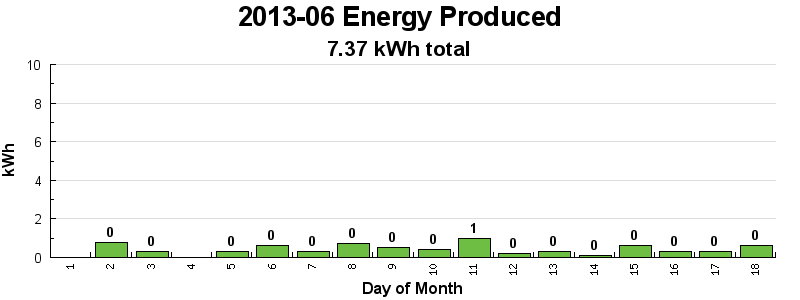 2013-06 Energy Produced
7.37 kWh total
kWh
10
8
6
4
2
0
0 0 0 0 0 0 0 0 1 0 0 0 0 0 0 0
1 2 3 4 5 6 7 8 9 10 11 12 13 14 15 16 17 18
Day of Month